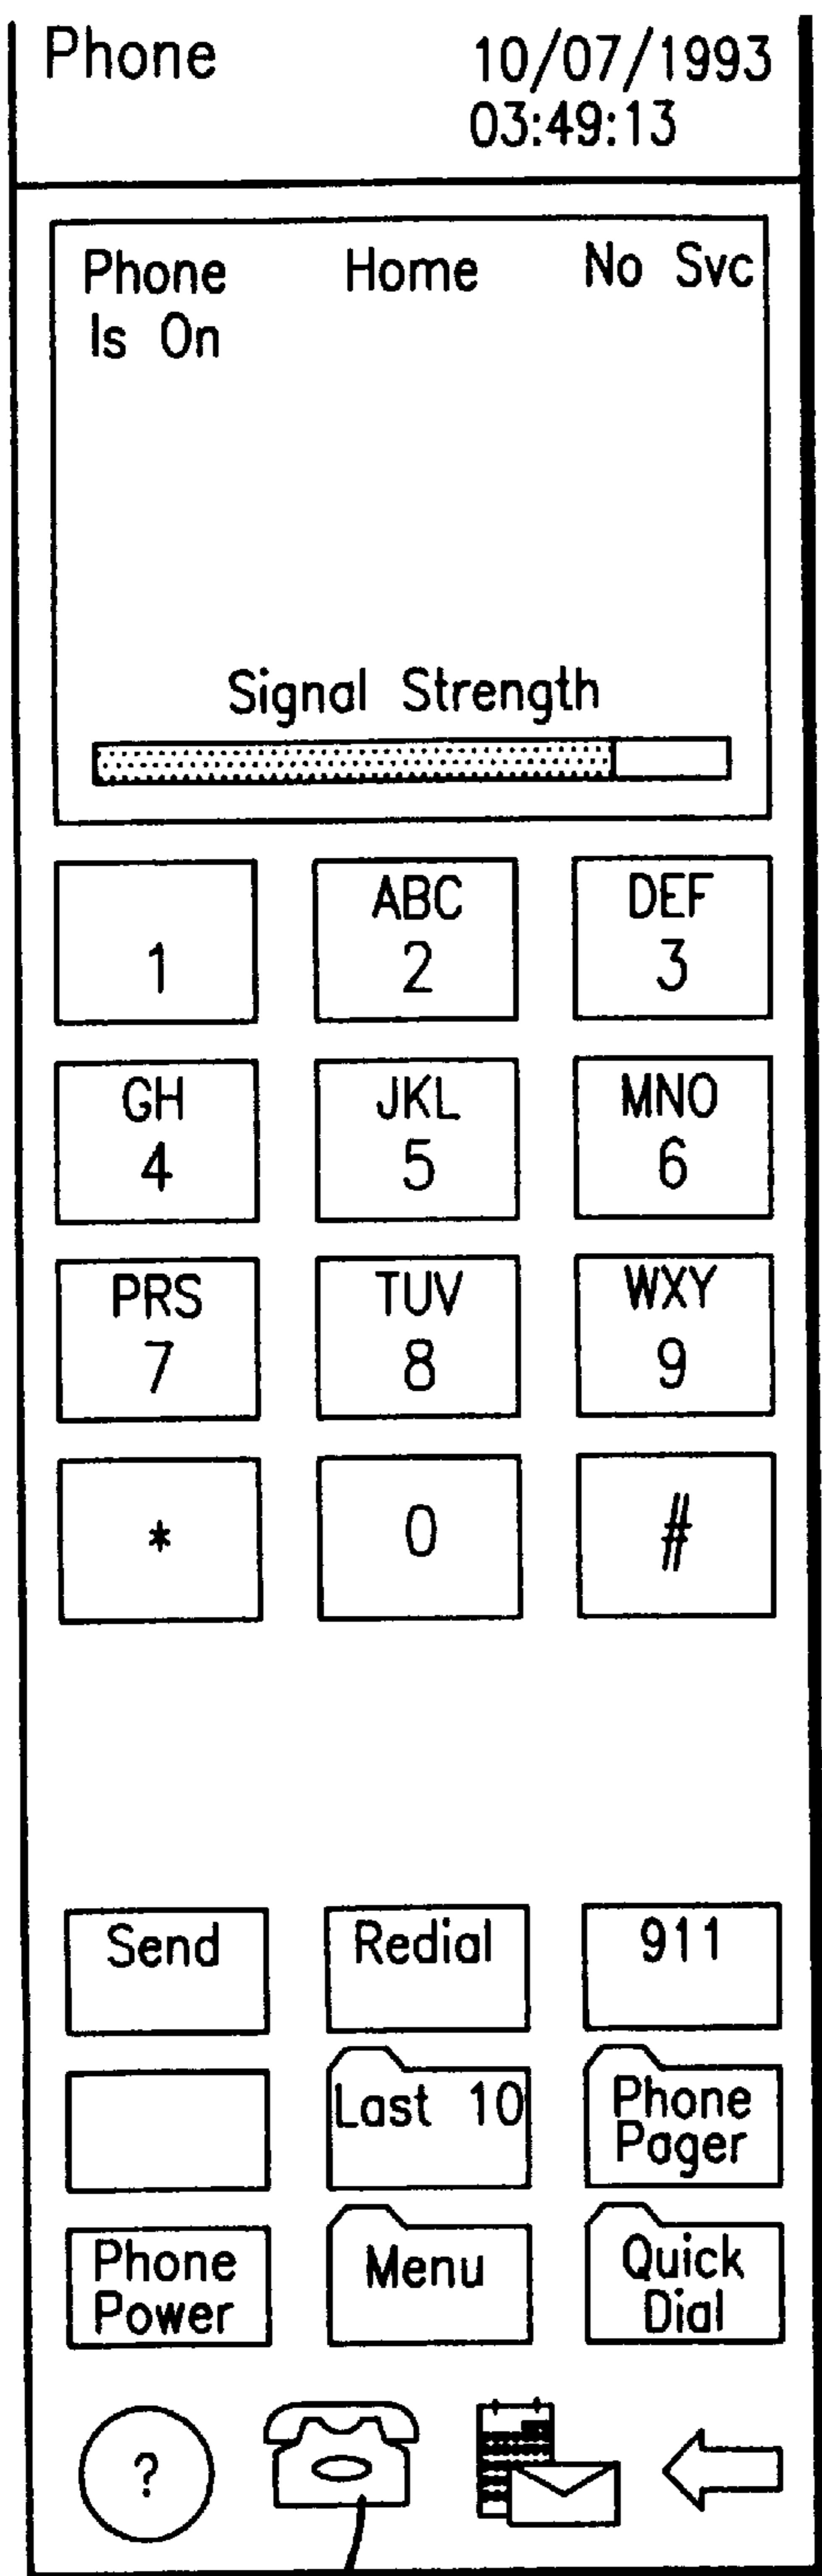 Phone 10/07/1993
03:49:13
Phone Home No Svc
Is On
Signal Strength
ABC DEF
1 2 3
GH JKL MNO
4 5 6
PRS TUV WXY
7 8 9
* 0 #
Send Redial 911
Last 10 Phone
Pager
Phone Menu Quick
Power Dial
?